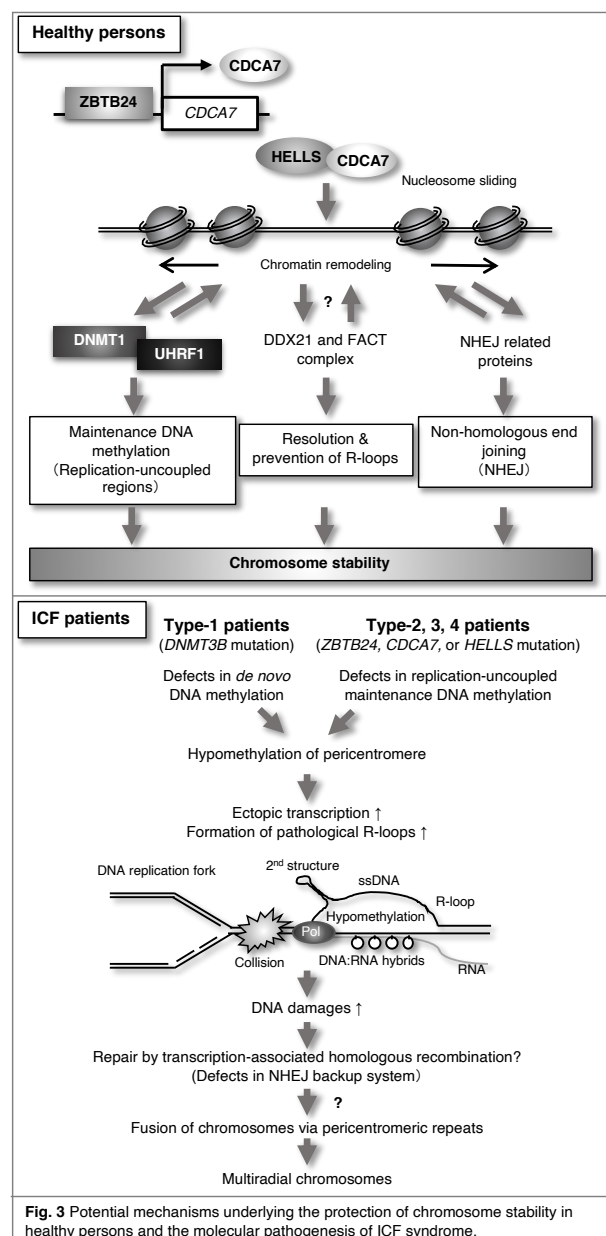 Healthy persons
CDCA7
ZBTB24
CDCA7
HELLS
CDCA7
Nucleosome sliding
Chromatin remodeling
?
DNMT1
UHRF1
DDX21 and FACT
complex
NHEJ related
proteins
Maintenance DNA
methylation
(Replication-uncoupled
regions)
Resolution &
prevention of R-loops
Non-homologous end
joining
(NHEJ)
Chromosome stability
ICF patients
Type-1 patients
(DNMT3B mutation)
Type-2, 3, 4 patients
(ZBTB24, CDCA7, or HELLS mutation)
Defects in de novo
DNA methylation
Defects in replication-uncoupled
maintenance DNA methylation
Hypomethylation of pericentromere
Ectopic transcription ↑
Formation of pathological R-loops ↑
DNA replication fork
2nd structure
ssDNA
R-loop
Hypomethylation
Pol
Collision
DNA:RNA hybrids
RNA
DNA damages ↑
Repair by transcription-associated homologous recombination?
(Defects in NHEJ backup system)
?
Fusion of chromosomes via pericentromeric repeats
Multiradial chromosomes
Fig. 3 Potential mechanisms underlying the protection of chromosome stability in
healthy persons and the molecular pathogenesis of ICF syndrome.